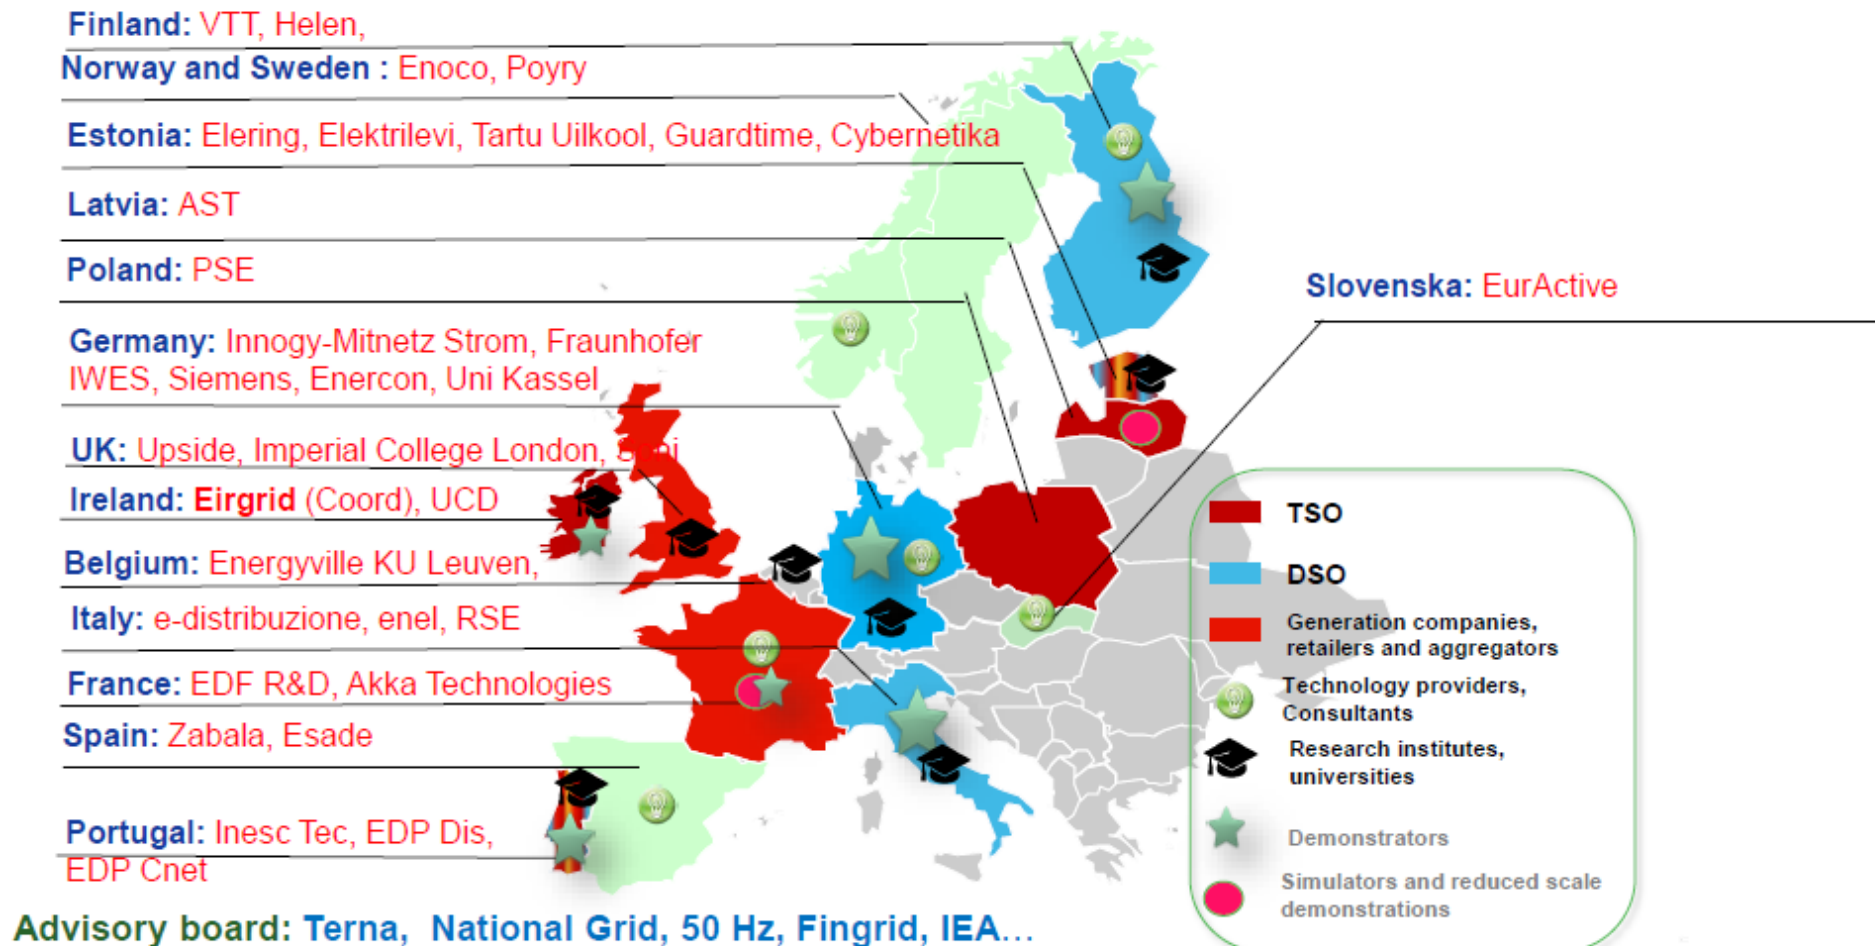 Finland: VTT, Helen,
Norway and Sweden : Enoco, Poyry
Estonia: Elering, Elektrilevi, Tartu Uilkool, Guardtime, Cybernetika
Latvia: AST
Poland: PSE
Slovenska: EurActive
Germany: Innogy-Mitnetz Strom, Fraunhofer
IWES, Siemens, Enercon, Uni Kassel
UK: Upside, Imperial College London,
Ireland: Eirgrid (Coord), UCD
Belgium: Energyville KU Leuven,
Italy: e-distribuzione, enel, RSE
France: EDF R&D, Akka Technologies
Spain: Zabala, Esade
Portugal: Inesc Tec, EDP Dis,
EDP Cnet
TSO
DSO
Generation companies,
retailers and aggregators
Technology providers,
Consultants
Research institutes,
universities
Demonstrators
Simulators and reduced scale
demonstrations
Advisory board: Terna, National Grid, 50 Hz, Fingrid, IEA...